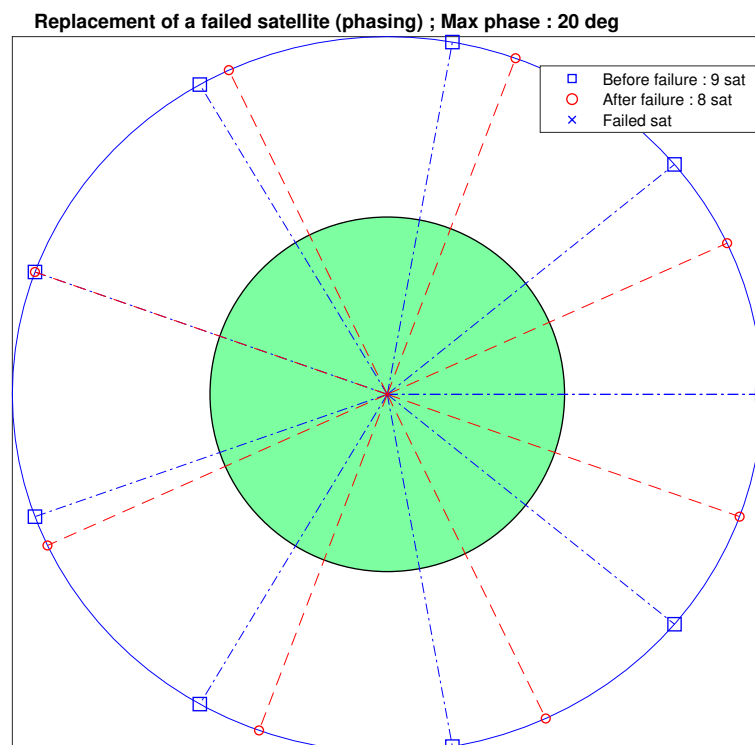 Replacement of a failed satellite (phasing) ; Max phase : 20 deg
Before failure : 9 sat
After failure : 8 sat
Failed sat